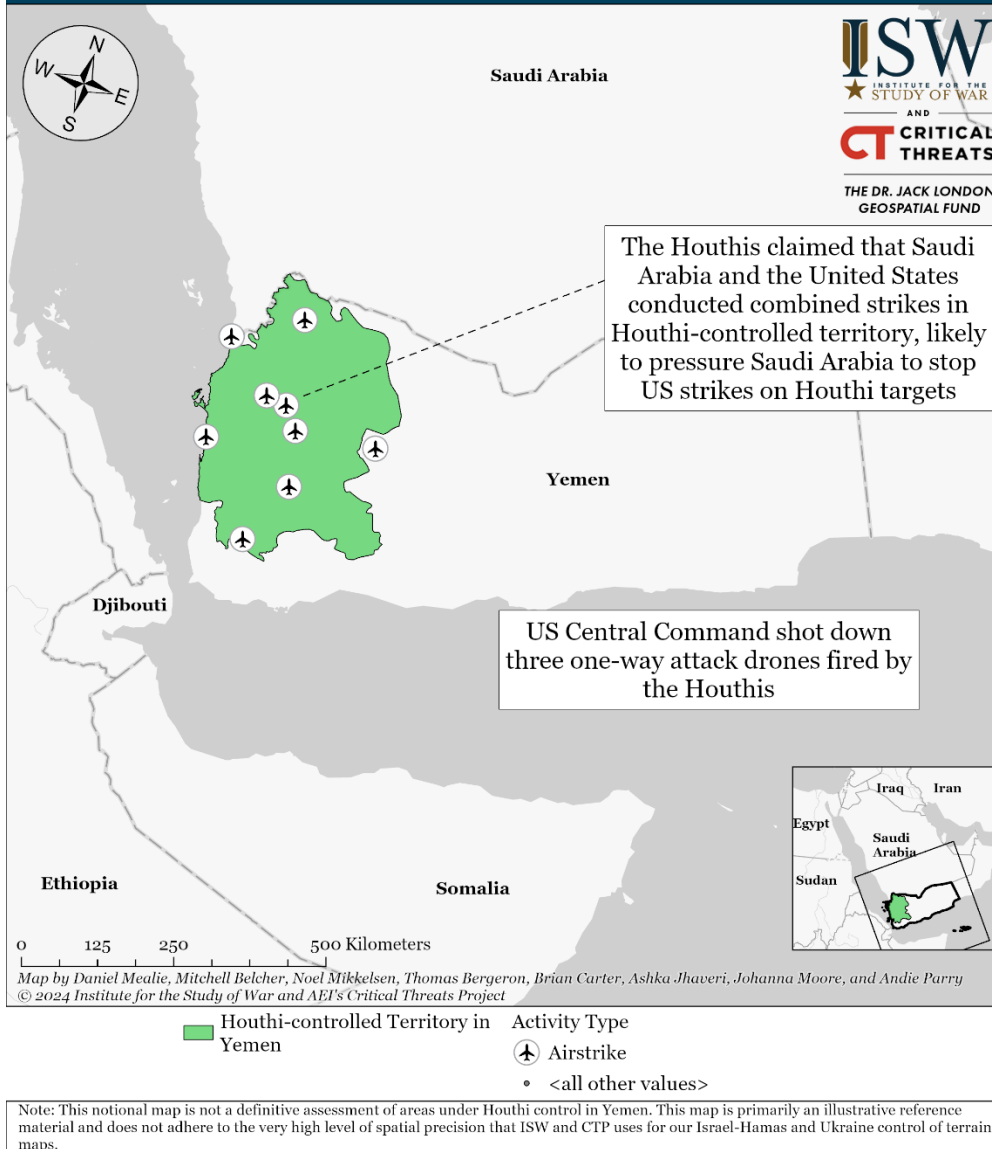 N
W
E
S
Saudi Arabia
ISW
INSTITUTE FOR THE
STUDY OF WAR
AND
CT CRITICAL
THREATS
THE DR. JACK LONDON
GEOSPATIAL FUND
The Houthis claimed that Saudi
Arabia and the United States
conducted combined strikes in
Houthi-controlled territory, likely
to pressure Saudi Arabia to stop
US strikes on Houthi targets
Yemen
Djibouti
US Central Command shot down
three one-way attack drones fired by
the Houthis
Iraq Iran
Egypt
Saudi
Arabia
Sudan
Ethiopia
Somalia
0 125 250 500 Kilometers
Map by Daniel Mealie, Mitchell Belcher, Noel Mikkelsen, Thomas Bergeron, Brian Carter, Ashka Jhaveri, Johanna Moore, and Andie Parry
© 2024 Institute for the Study of War and AEI's Critical Threats Project
Houthi-controlled Territory in
Yemen
Activity Type
Airstrike
<all other values>
Note: This notional map is not a definitive assessment of areas under Houthi control in Yemen. This map is primarily an illustrative reference
material and does not adhere to the very high level of spatial precision that ISW and CTP uses for our Israel-Hamas and Ukraine control of terrain
maps.